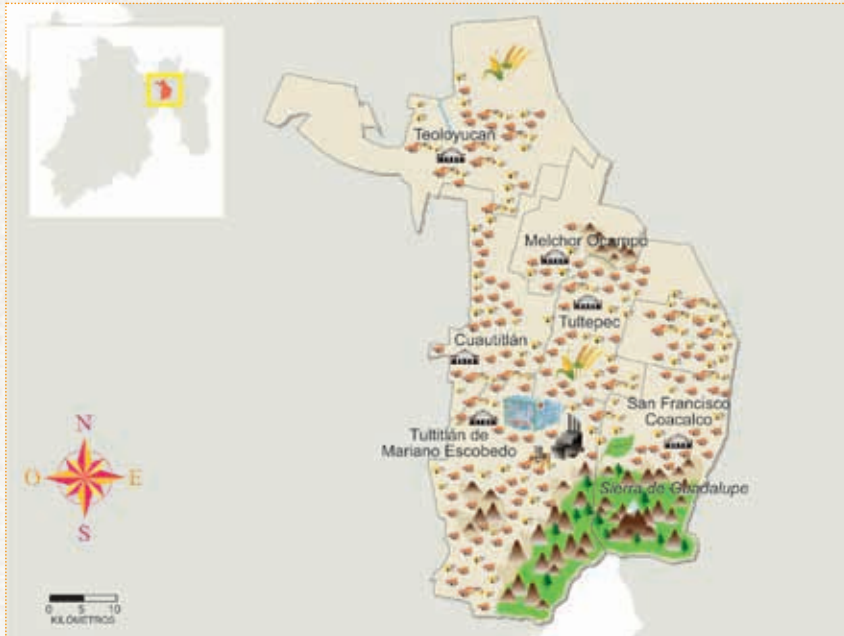 Teoloyucan
Melchor Ocampo
Tultepec
Cuautitlán
San Francisco
Coacalco
Tultitlán de
Mariano Escobedo
Sierra de Guadalupe
N
O E
S
0 5 10
KILÓMETROS